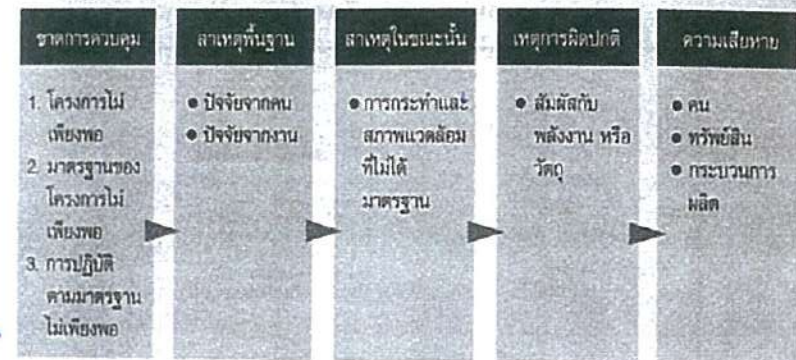 ขาดการควบคุม
1. โครงการไม่
เพียงพอ
2. มาตรฐานของ
โครงการไม่
เพียงพอ
3. การปฏิบัติ
ตามมาตรฐาน
ไม่เพียงพอ
สาเหตุพื้นฐาน
● ปัจจัยจากคน
● ปัจจัยจากงาน
สาเหตุในขณะนั้น
● การกระทำและ
สภาพแวดล้อม
ที่ไม่ได้
มาตรฐาน
เหตุการผิดปกติ
● สัมผัสกับ
พลังงาน หรือ
วัตถุ
ความเสียหาย
● คน
● ทรัพย์สิน
● กระบวนการ
ผลิต